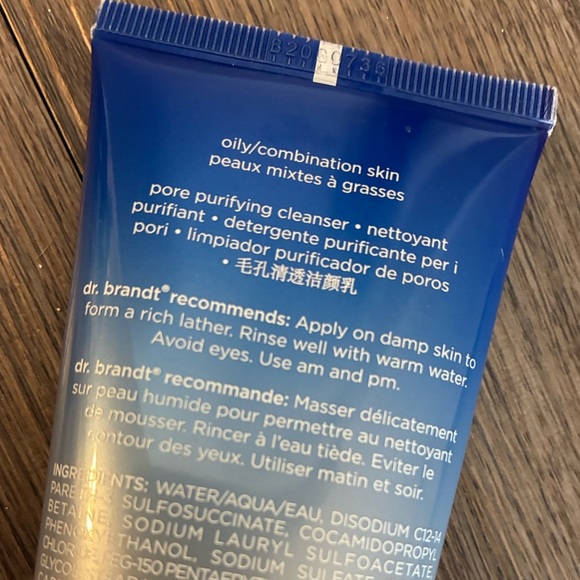 oily/combination skin
peaux mixtes à grasses
pore purifying cleanser • nettoyant
purifiant • detergente purificante per i
pori • limpiador purificador de poros
• 毛孔清透洁颜乳
dr. brandt® recommends: Apply on damp skin to
form a rich lather. Rinse well with warm water.
Avoid eyes. Use am and pm.
dr. brandt® recommande: Masser délicatement
sur peau humide pour permettre au nettoyant
de mousser. Rincer à l'eau tiède. Eviter le
contour des yeux. Utiliser matin et soir.
INGREDIENTS: WATER/AQUA/EAU, DISODIUM C12-14
SULFOSUCCINATE, COCAMIDOPROPYL
BETAINE, SODIUM LAURYL SULFOACETATE,
PHENOXYETHANOL, SODIUM